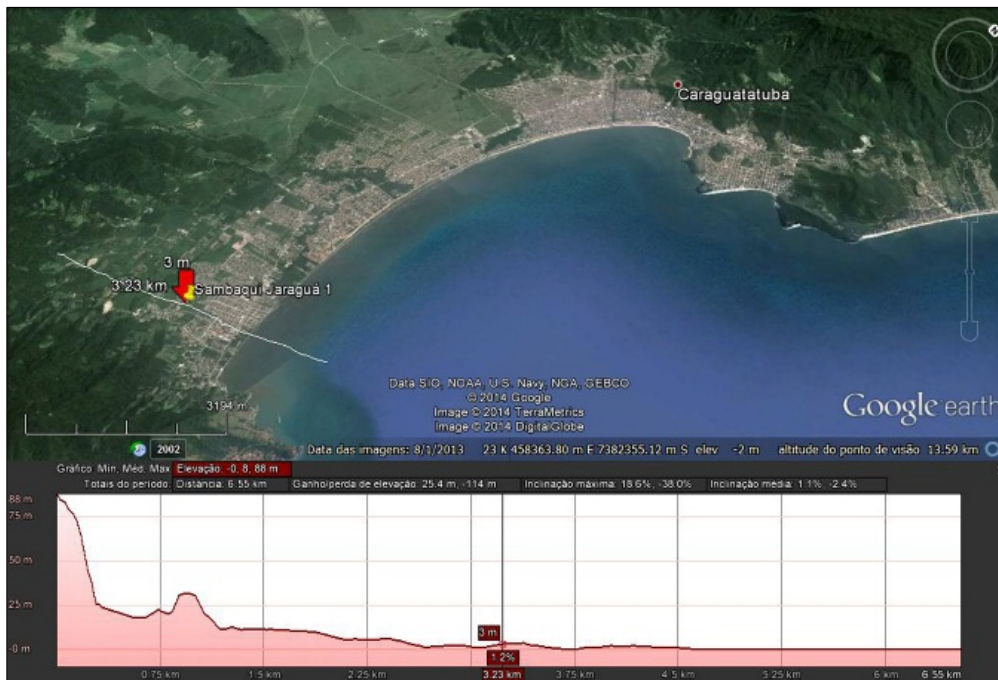 Caraguatatuba
3 m
3.23 km
Sambaqui Jaraguá 1
Data SIO, NOAA, U.S. Navy, NGA, GEBCO
© 2014 Google
Image © 2014 TerraMetrics
Image © 2014 DigitalGlobe
Google earth
3194 m
2002
Data das imagens: 8/1/2013 23 K 458363.80 m E 7382355.12 m S elev -2 m altitude do ponto de visão 13.59 km
Gráfico: Min, Méd, Max Elevação: -0, 8, 88 m
Totais do período: Distância: 6.55 km Ganho/perda de elevação: 25.4 m, -114 m Inclinação máxima: 18.6%, -38.0% Inclinação média: 1.1%, -2.4%
88 m
75 m
50 m
25 m
-0 m
3 m
1.2%
0.75 km 1.5 km 2.25 km 3.23 km 3.75 km 4.5 km 5.25 km 6 km 6.55 km